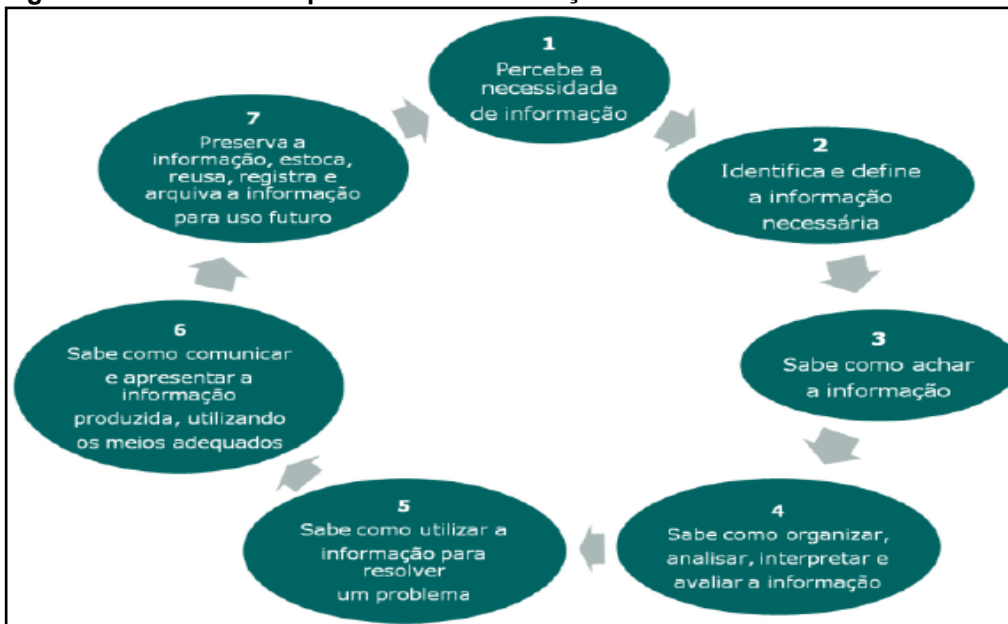 1
Percebe a
necessidade
de informação
2
Identifica e define
a informação
necessária
3
Sabe como achar
a informação
4
Sabe como organizar,
analisar, interpretar e
avaliar a informação
5
Sabe como utilizar a
informação para
resolver
um problema
6
Sabe como comunicar
e apresentar a
informação
produzida, utilizando
os meios adequados
7
Preserva a
informação, estoca,
reusa, registra e
arquiva a informação
para uso futuro